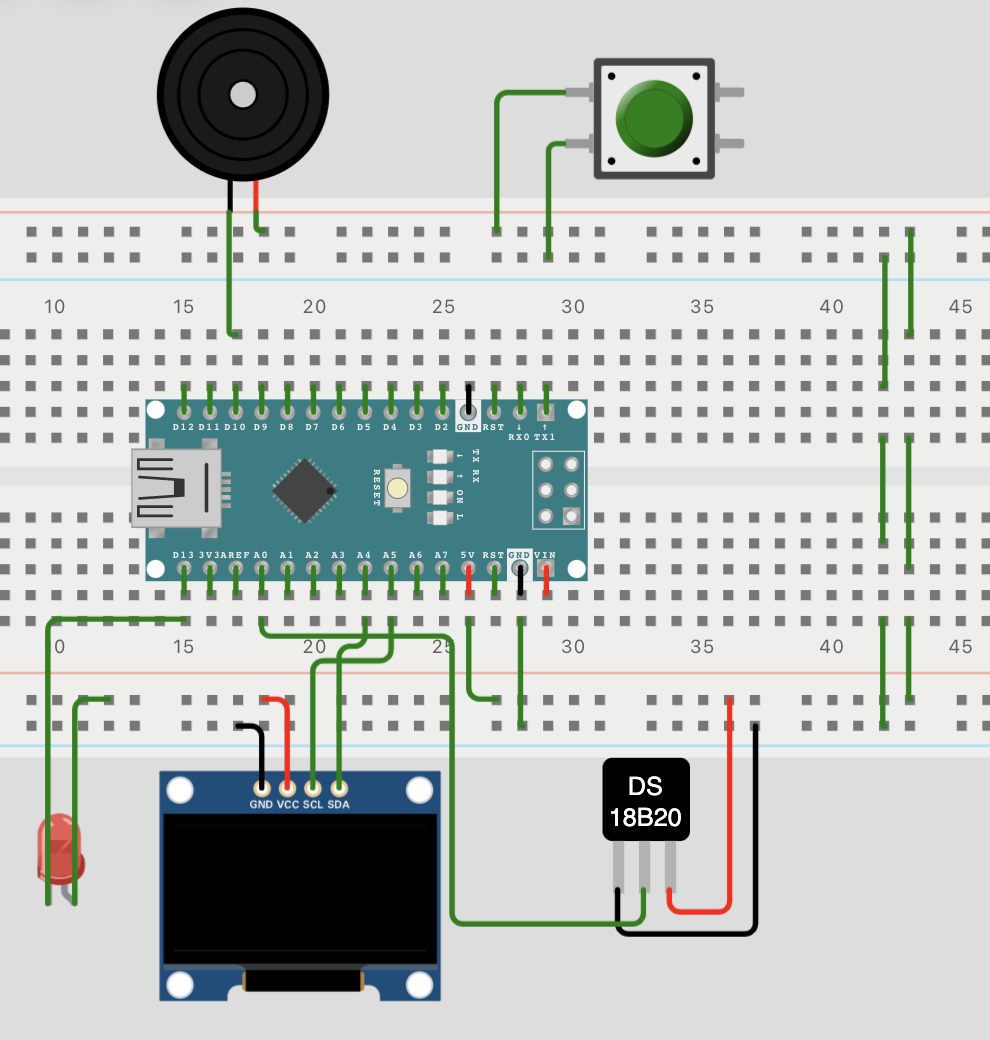 10 15 20 25 30 35 40 45
D12 D11 D10 D9 D8 D7 D6 D5 D4 D3 D2 GND RST ↓ ↑
RX0 TX1
TX RX
↑ ↑ ON L
RESET
D13 3V3 AREF A0 A1 A2 A3 A4 A5 A6 A7 5V RST GND VIN
0 15 20 25 30 35 40 45
DS
18B20
GND VCC SCL SDA